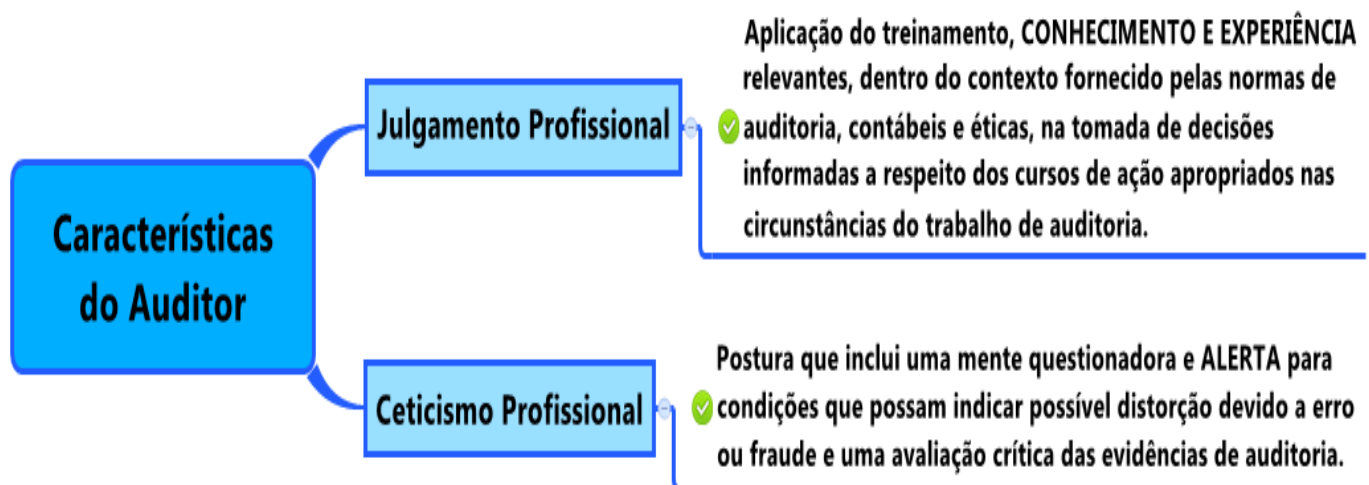 Características
do Auditor
Julgamento Profissional
Aplicação do treinamento, CONHECIMENTO E EXPERIÊNCIA
relevantes, dentro do contexto fornecido pelas normas de
auditoria, contábeis e éticas, na tomada de decisões
informadas a respeito dos cursos de ação apropriados nas
circunstâncias do trabalho de auditoria.
Ceticismo Profissional
Postura que inclui uma mente questionadora e ALERTA para
condições que possam indicar possível distorção devido a erro
ou fraude e uma avaliação crítica das evidências de auditoria.